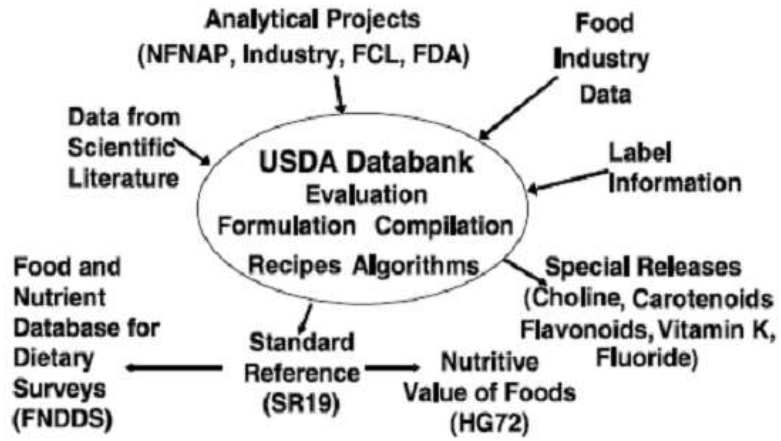 Analytical Projects
(NFNAP, Industry, FCL, FDA)
Food
Industry
Data
Data from
Scientific
Literature
USDA Databank
Evaluation
Formulation Compilation
Recipes Algorithms
Label
Information
Food and
Nutrient
Database for
Dietary
Surveys
(FNDDS)
Standard
Reference
(SR19)
Nutritive
Value of Foods
(HG72)
Special Releases
(Choline, Carotenoids
Flavonoids, Vitamin K,
Fluoride)